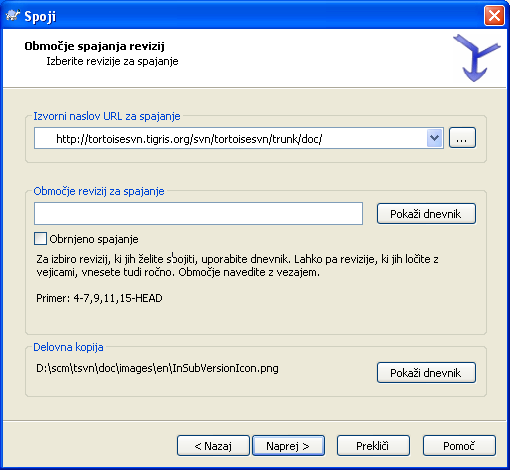 Spoji
Območje spajanja revizij
Izberite revizije za spajanje
Izvorni naslov URL za spajanje
http://tortoisesvn.tigris.org/svn/tortoisesvn/trunk/doc/
...
Območje revizij za spajanje
Pokaži dnevnik
Obrnjeno spajanje
Za izbiro revizij, ki jih želite spojiti, uporabite dnevnik. Lahko pa revizije, ki jih ločite z
vejicami, vnesete tudi ročno. Območje navedite z vezajem.
Primer: 4-7,9,11,15-HEAD
Delovna kopija
D:\scm\tsvn\doc\images\en\InSubVersionIcon.png
Pokaži dnevnik
< Nazaj
Naprej >
Prekliči
Pomoč